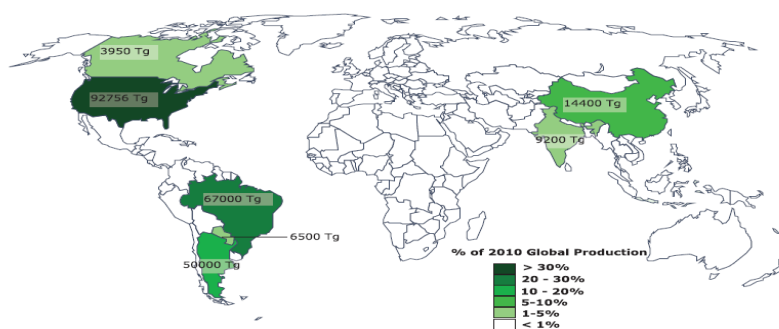 3950 Tg
92756 Tg
14400 Tg
9200 Tg
67000 Tg
6500 Tg
50000 Tg
% of 2010 Global Production
> 30%
20 - 30%
10 - 20%
5-10%
1-5%
< 1%